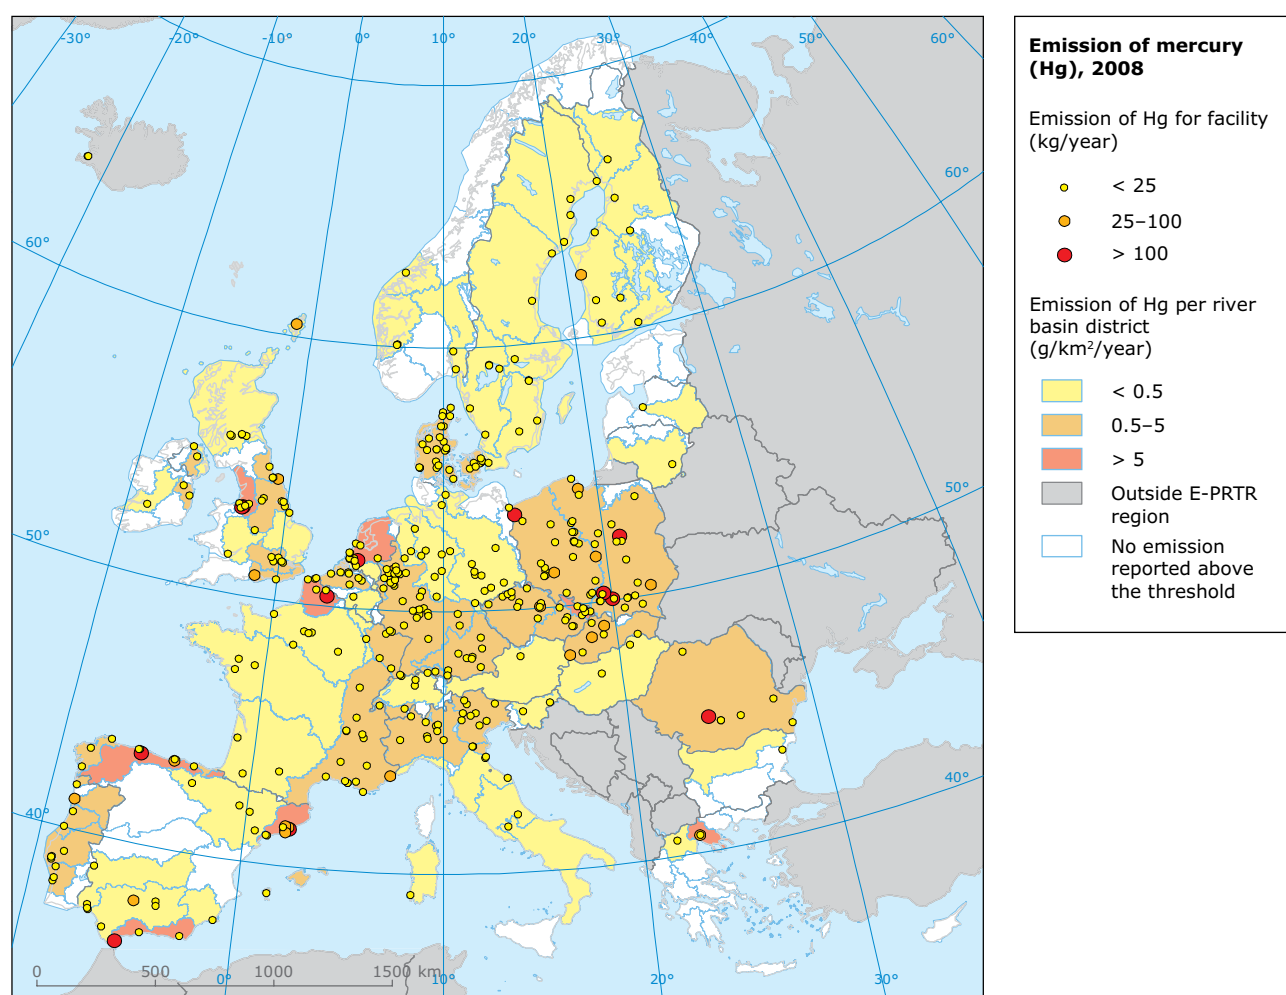 -30° -20° -10° 0° 10° 20° 30° 40° 50° 60°
60°
60°
50°
50°
40°
40°
0 500 1000 1500 km
0° 10° 20° 30°
Emission of mercury
(Hg), 2008
Emission of Hg for facility
(kg/year)
< 25
25–100
> 100
Emission of Hg per river
basin district
(g/km²/year)
< 0.5
0.5–5
> 5
Outside E-PRTR
region
No emission
reported above
the threshold